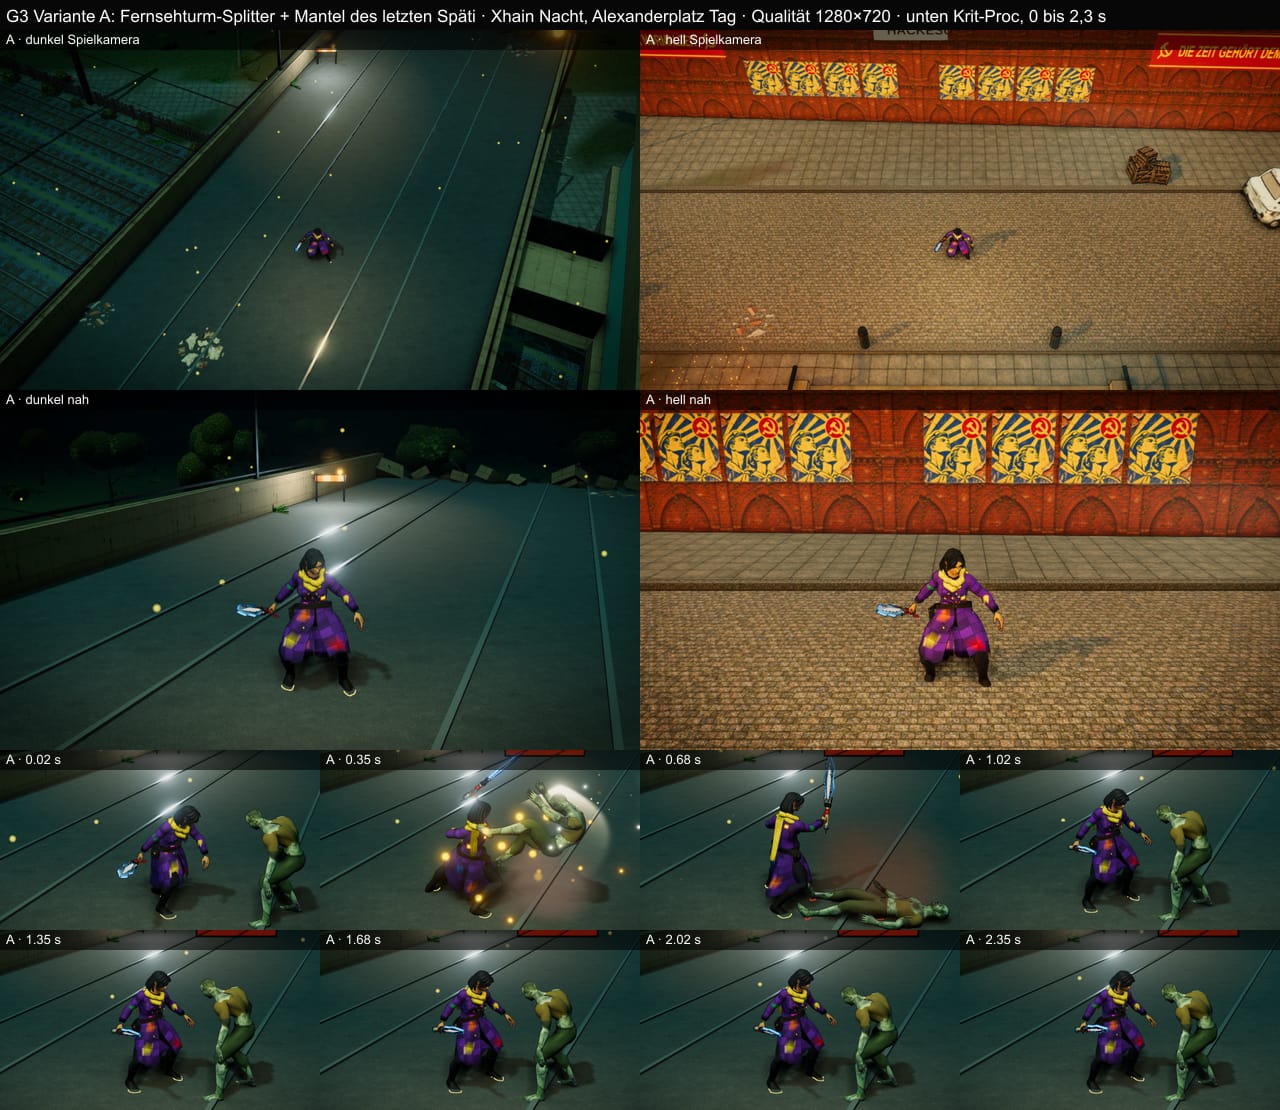 G3 Variante A: Fernsehturm-Splitter + Mantel des letzten Späti · Xhain Nacht, Alexanderplatz Tag · Qualität 1280×720 · unten Krit-Proc, 0 bis 2,3 s
A · dunkel Spielkamera
A · hell Spielkamera
DIE ZEIT GEHÖRT DEM
A · dunkel nah
A · hell nah
A · 0.02 s
A · 0.35 s
A · 0.68 s
A · 1.02 s
A · 1.35 s
A · 1.68 s
A · 2.02 s
A · 2.35 s